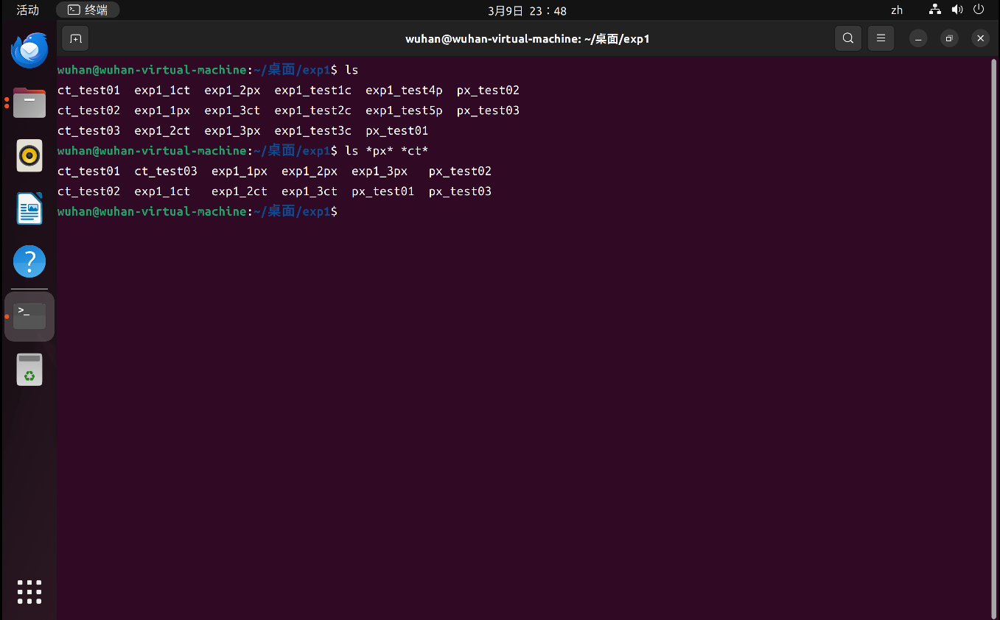 活动 终端 3月9日 23：48 zh
wuhan@wuhan-virtual-machine: ~/桌面/exp1
wuhan@wuhan-virtual-machine:~/桌面/exp1$ ls
ct_test01 exp1_1ct exp1_2px exp1_test1c exp1_test4p px_test02
ct_test02 exp1_1px exp1_3ct exp1_test2c exp1_test5p px_test03
ct_test03 exp1_2ct exp1_3px exp1_test3c px_test01
wuhan@wuhan-virtual-machine:~/桌面/exp1$ ls *px* *ct*
ct_test01 ct_test03 exp1_1px exp1_2px exp1_3px px_test02
ct_test02 exp1_1ct exp1_2ct exp1_3ct px_test01 px_test03
wuhan@wuhan-virtual-machine:~/桌面/exp1$